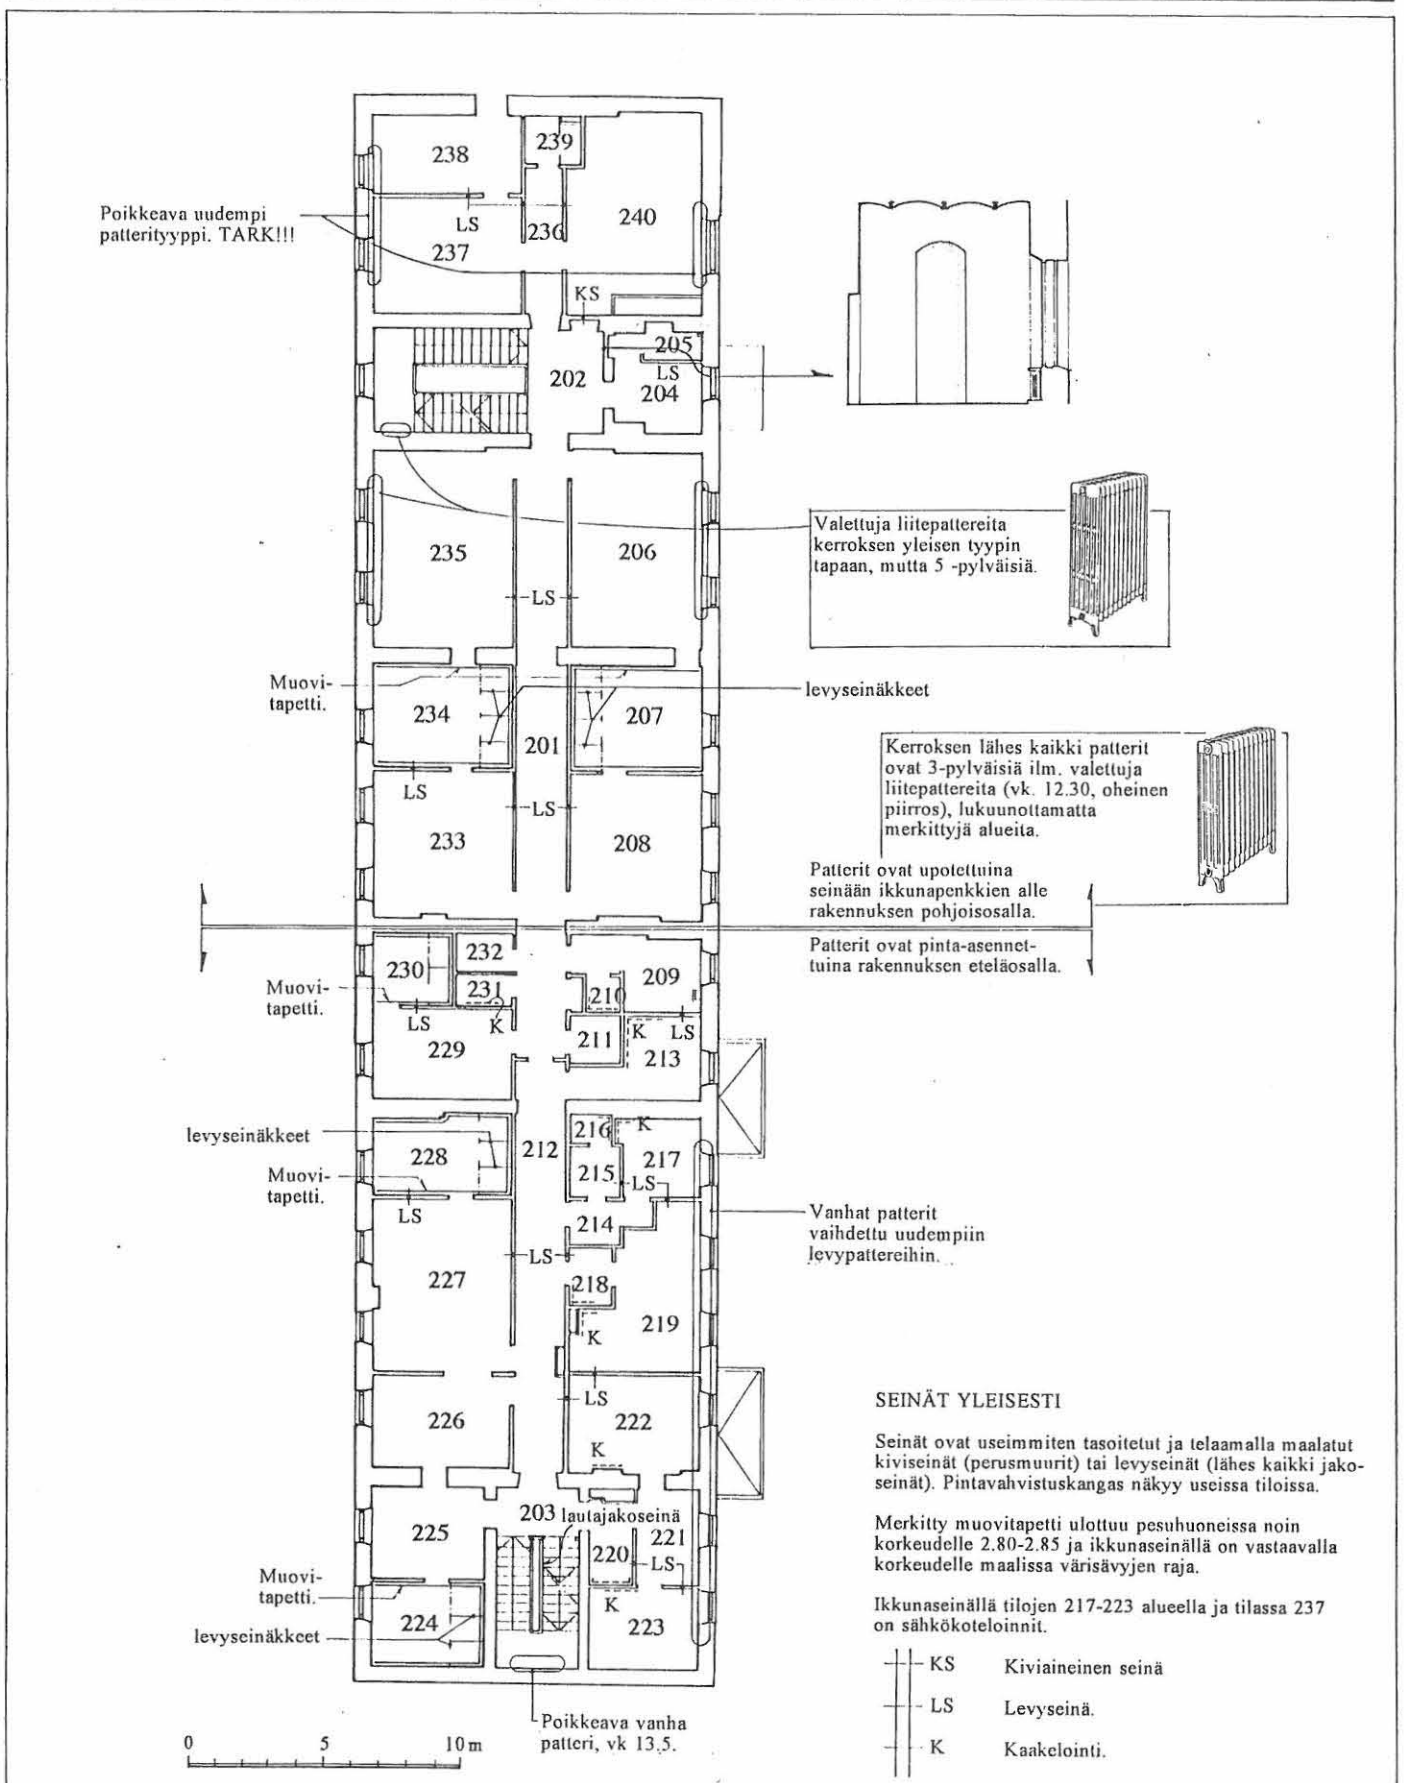 238
239
240
236
237
LS
Poikkeava uudempi
patterityyppi. TARK!!!
KS
205
LS
204
202
235
206
LS
Valettuja liitepattereita
kerroksen yleisen tyypin
tapaan, mutta 5 -pylväisiä.
Muovi-
tapetti.
234
207
levyseinäkkeet
201
LS
LS
233
208
Kerroksen lähes kaikki patterit
ovat 3-pylväisiä ilm. valettuja
liitepattereita (vk. 12.30, oheinen
piirros), lukuunottamatta
merkittyjä alueita.
Patterit ovat upotettuina
seinään ikkunapenkkien alle
rakennuksen pohjoisosalla.
Patterit ovat pinta-asennet-
tuina rakennuksen eteläosalla.
232
230
231
209
210
Muovi-
tapetti.
LS
K
K
LS
229
211
213
levyseinäkkeet
216
K
212
228
215
217
Muovi-
tapetti.
LS
LS
214
LS
Vanhat patterit
vaihdettu uudempiin
levypattereihin.
227
218
219
K
LS
226
222
K
SEINÄT YLEISESTI
Seinät ovat useimmiten tasoitetut ja telaamalla maalatut
kiviseinät (perusmuurit) tai levyseinät (lähes kaikki jako-
seinät). Pintavahvistuskangas näkyy useissa tiloissa.
203 lautajakoseinä
225
220
221
LS
Merkitty muovitapetti ulottuu pesuhuoneissa noin
korkeudelle 2.80-2.85 ja ikkunaseinällä on vastaavalla
korkeudelle maalissa värisävyjen raja.
Muovi-
tapetti.
224
K
223
levyseinäkkeet
Ikkunaseinällä tilojen 217-223 alueella ja tilassa 237
on sähkökoteloinnit.
KS Kiviaineinen seinä
LS Levyseinä.
K Kaakelointi.
Poikkeava vanha
patteri, vk 13.5.
0 5 10 m